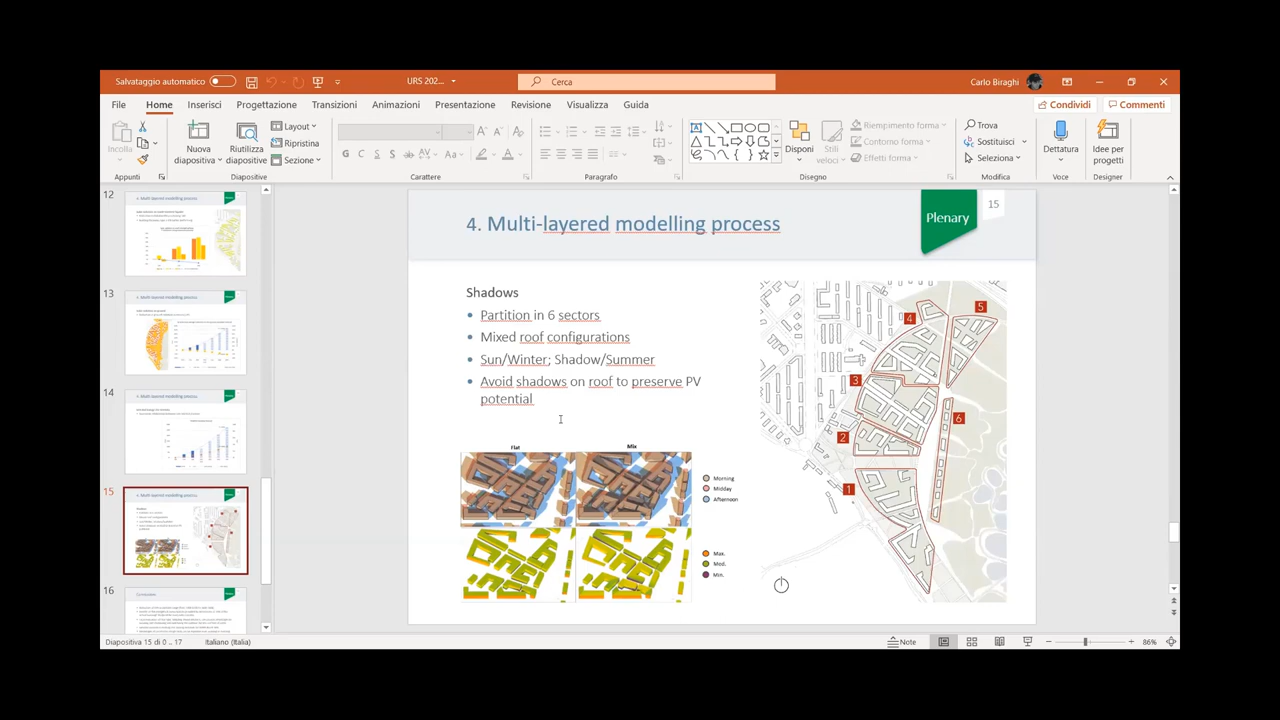 Salvataggio automatico
URS 202...
Cerca
Carlo Biraghi
File Home Inserisci Progettazione Transizioni Animazioni Presentazione Revisione Visualizza Guida
Condividi Commenti
Incolla
Nuova
diapositiva
Riutilizza
diapositive
Layout
Ripristina
Sezione
G C S S ab AV Aa A
Disponi
Stili
veloci
Riempimento forma
Contorno forma
Effetti forma
Trova
Sostituisci
Seleziona
Dettatura
Idee per
progetti
Appunti Diapositive Carattere Paragrafo Disegno Modifica Voce Designer
12
13
14
15
16
4. Multi-layered modelling process
Plenary
15
Shadows
Partition in 6 sectors
Mixed roof configurations
Sun/Winter; Shadow/Summer
Avoid shadows on roof to preserve PV
potential
Flat
Mix
Morning
Midday
Afternoon
Max.
Med.
Min.
5
4
3
6
2
1
Diapositiva 15 di 0 .. 17
Italiano (Italia)
Note
86%